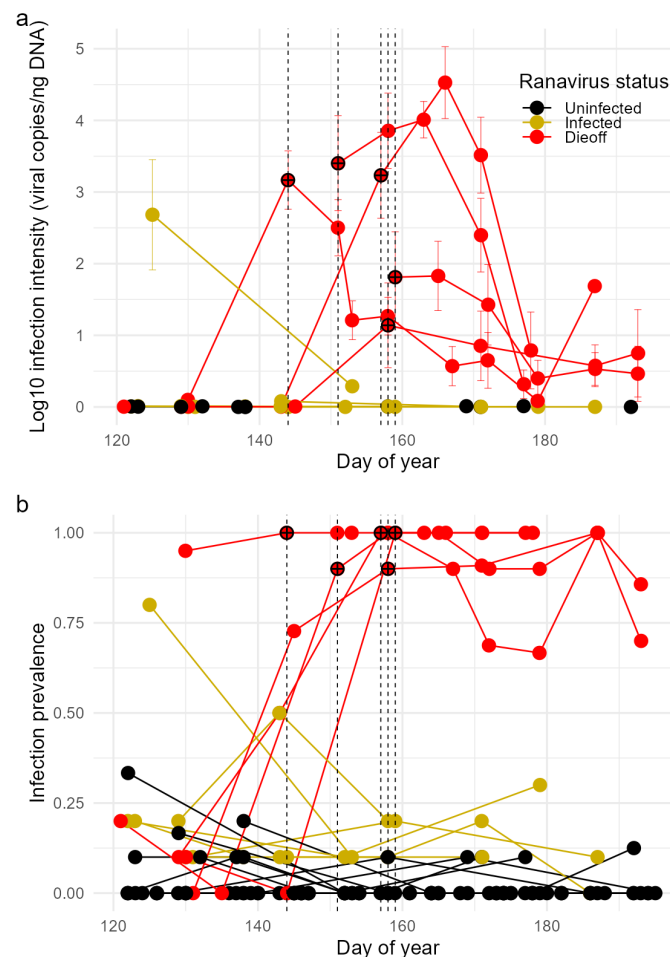 a
Log10 infection intensity (viral copies/ng DNA)
5
4
3
2
1
0
Ranavirus status
Uninfected
Infected
Dieoff
120
140
160
180
Day of year
b
Infection prevalence
1.00
0.75
0.50
0.25
0.00
120
140
160
180
Day of year